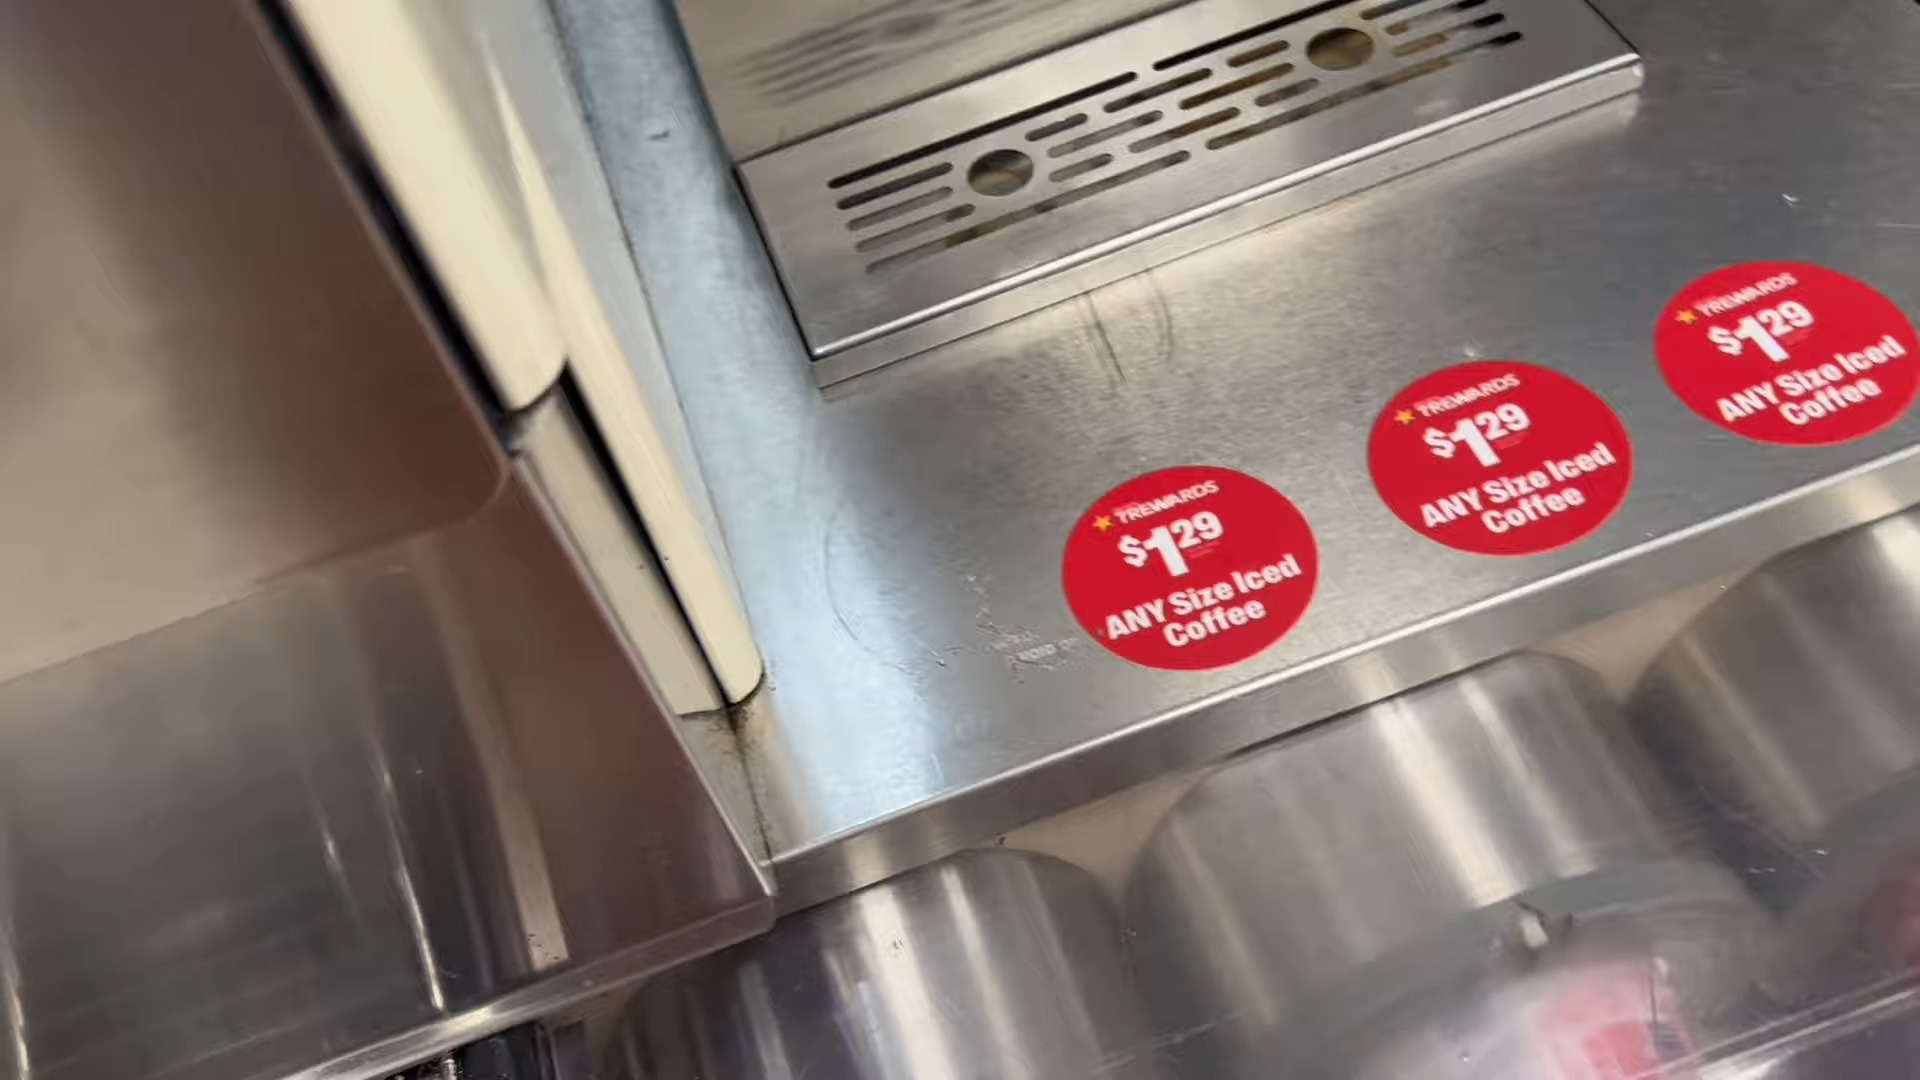 7REWARDS
$1.29
ANY Size Iced
Coffee
7REWARDS
$1.29
ANY Size Iced
Coffee
7REWARDS
$1.29
ANY Size Iced
Coffee